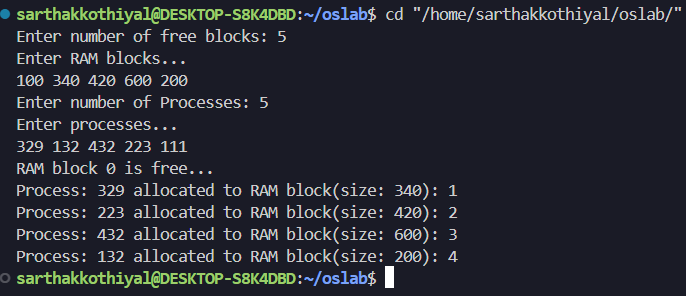 sarthakkothiyal@DESKTOP-S8K4DBD:~/oslab$ cd "/home/sarthakkothiyal/oslab/"
Enter number of free blocks: 5
Enter RAM blocks...
100 340 420 600 200
Enter number of Processes: 5
Enter processes...
329 132 432 223 111
RAM block 0 is free...
Process: 329 allocated to RAM block(size: 340): 1
Process: 223 allocated to RAM block(size: 420): 2
Process: 432 allocated to RAM block(size: 600): 3
Process: 132 allocated to RAM block(size: 200): 4
sarthakkothiyal@DESKTOP-S8K4DBD:~/oslab$